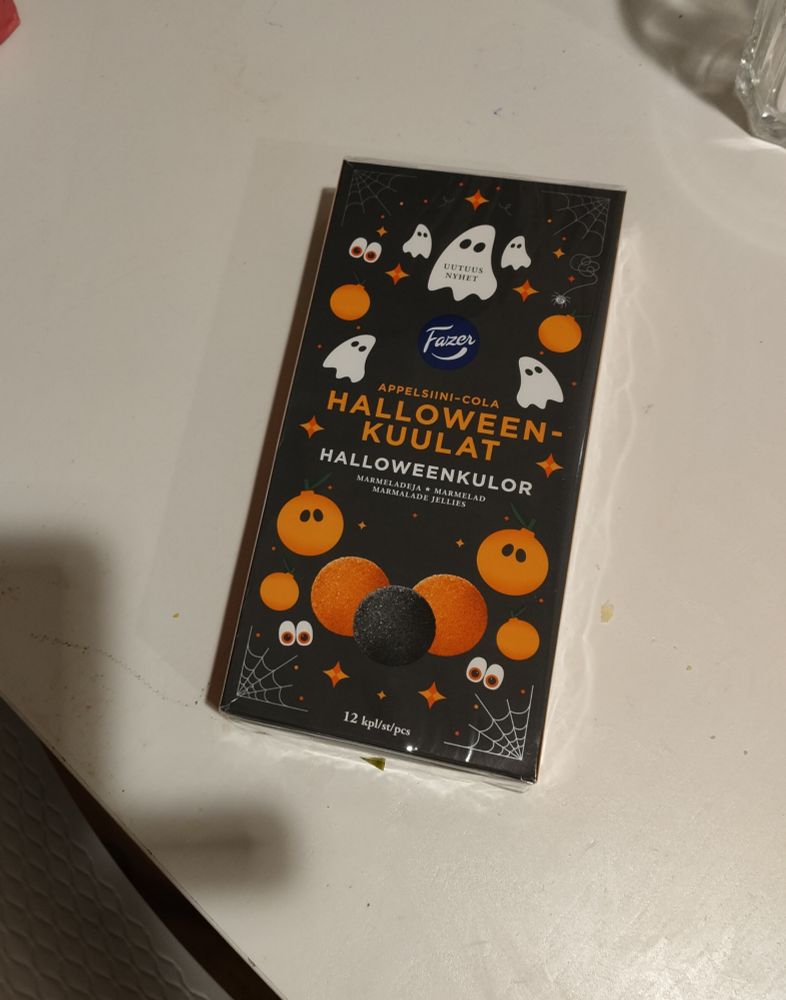 UUTUUS
NYHET
Fazer
APPELSIINI-COLA
HALLOWEEN-
KUULAT
HALLOWEENKULOR
MARMELADEJA ★ MARMELAD
MARMALADE JELLIES
12 kpl/st/pcs